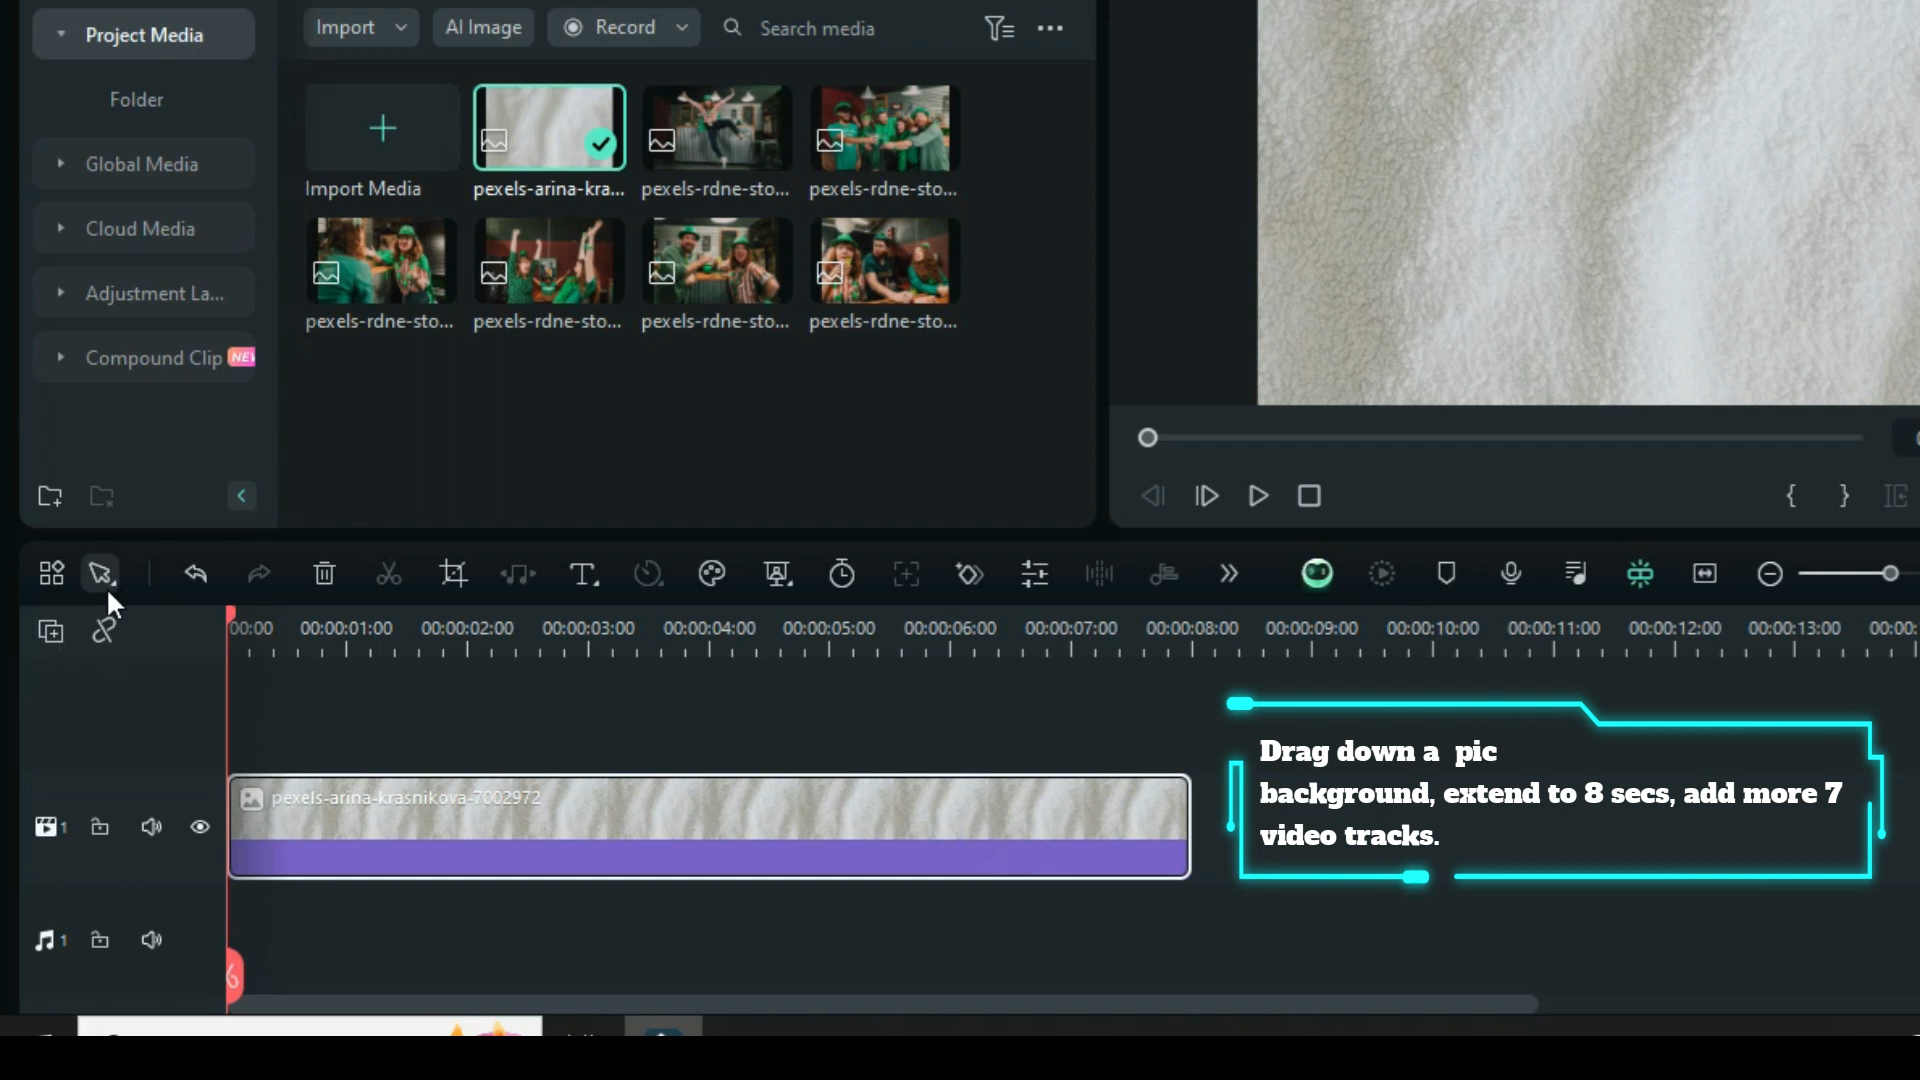 Project Media
Import
AI Image
Record
Search media
Folder
Global Media
Cloud Media
Adjustment La...
Compound Clip
Import Media
pexels-arina-kra...
pexels-rdne-sto...
pexels-rdne-sto...
pexels-rdne-sto...
pexels-rdne-sto...
pexels-rdne-sto...
pexels-rdne-sto...
00:00 00:00:01:00 00:00:02:00 00:00:03:00 00:00:04:00 00:00:05:00 00:00:06:00 00:00:07:00 00:00:08:00 00:00:09:00 00:00:10:00 00:00:11:00 00:00:12:00 00:00:13:00 00:00:
pexels-arina-krasnikova-7002972
1
1
Drag down a  pic
background, extend to 8 secs, add more 7
video tracks.